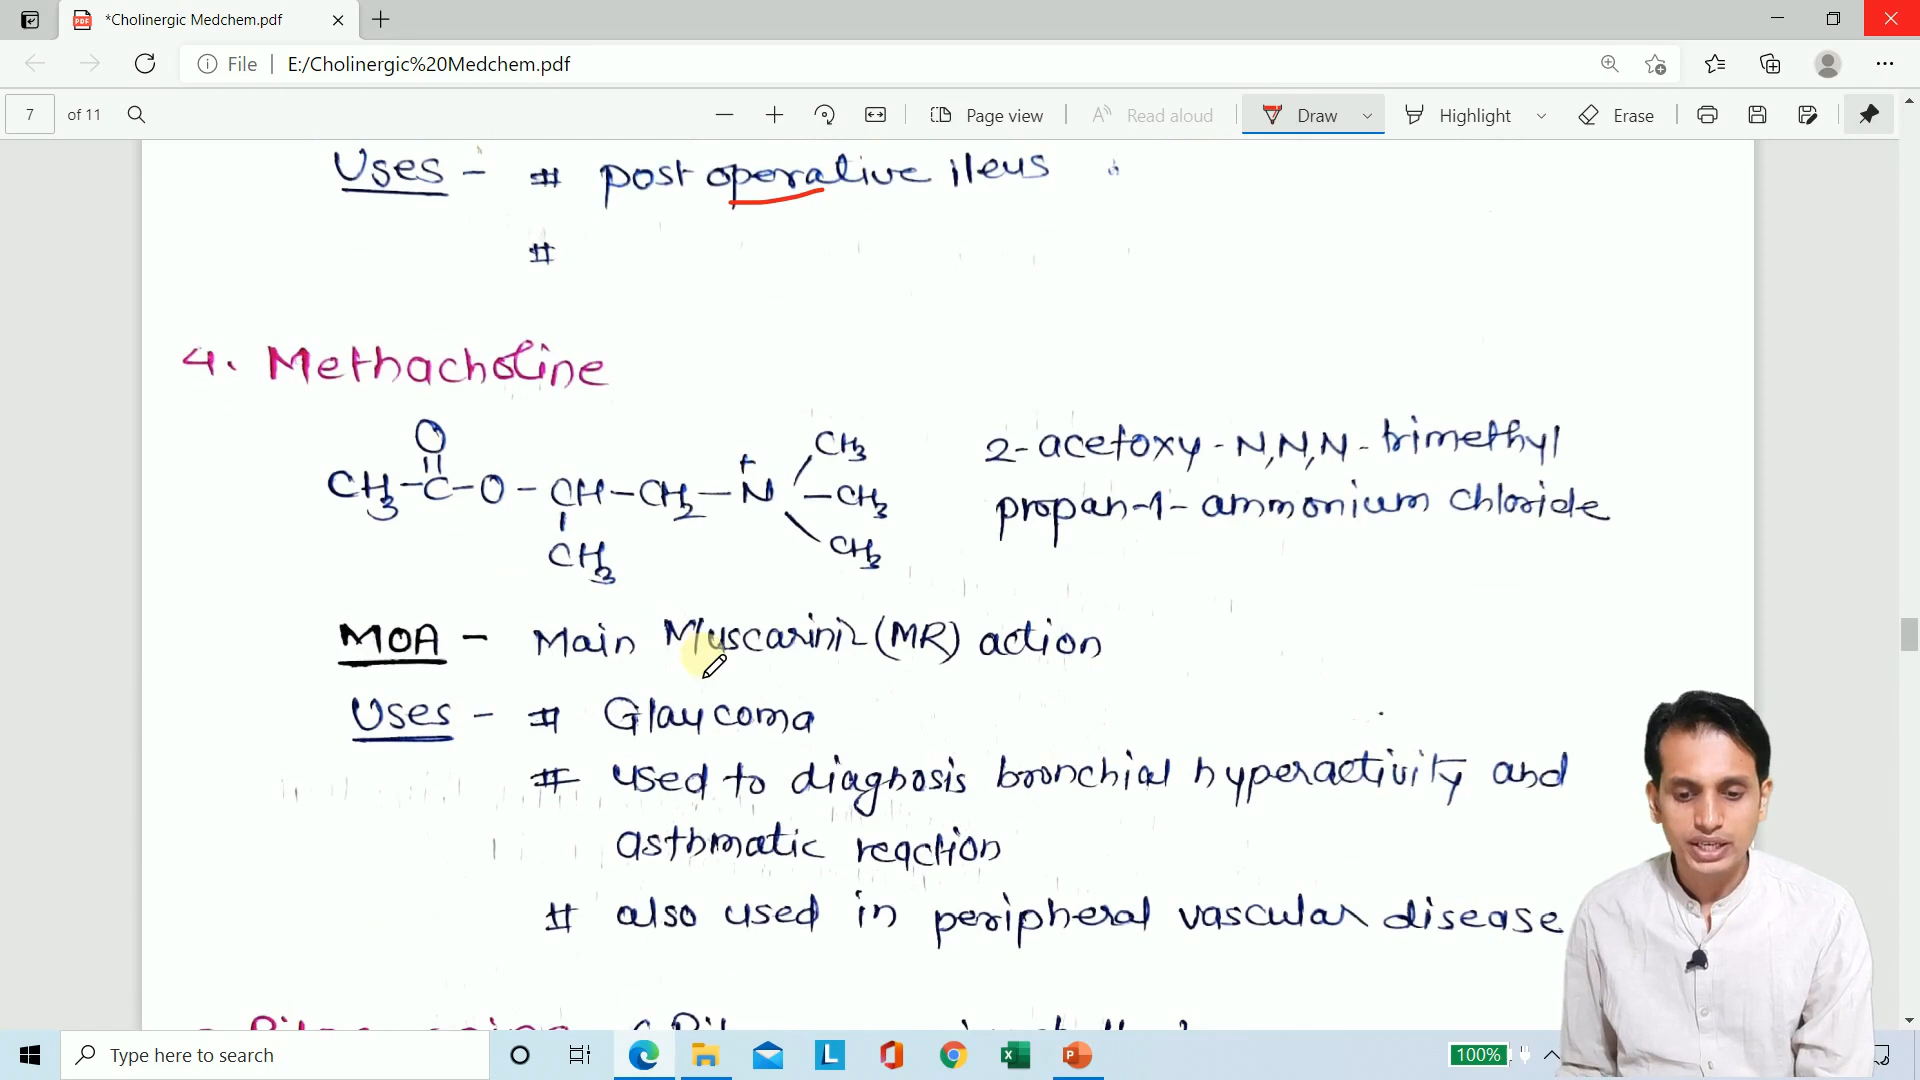 *Cholinergic Medchem.pdf
File E:/Cholinergic%20Medchem.pdf
7 of 11 Page view Read aloud Draw Highlight Erase
Uses - # post operative ileus
#
4. Methacholine
O
CH3
CH3-C-O-CH-CH2-N+-CH3
CH3 CH3
2-acetoxy-N,N,N-trimethyl
propan-1-ammonium chloride
MOA - Main Muscarinic (MR) action
Uses - # Glaucoma
# used to diagnosis bronchial hyperactivity and
asthmatic reaction
# also used in peripheral vascular disease
Type here to search
100%